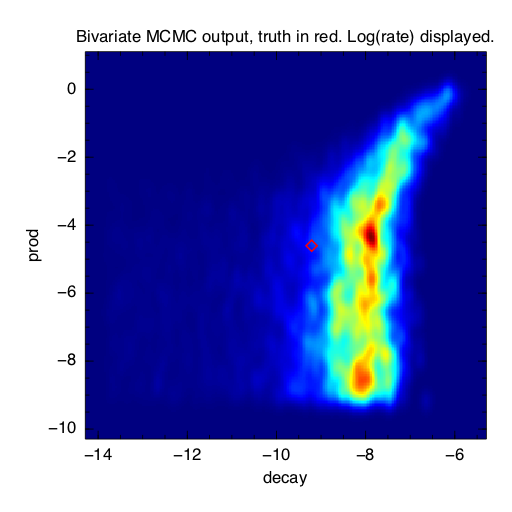 Bivariate MCMC output, truth in red. Log(rate) displayed.
0
−2
−4
−6
−8
−10
prod
−14 −12 −10 −8 −6
decay